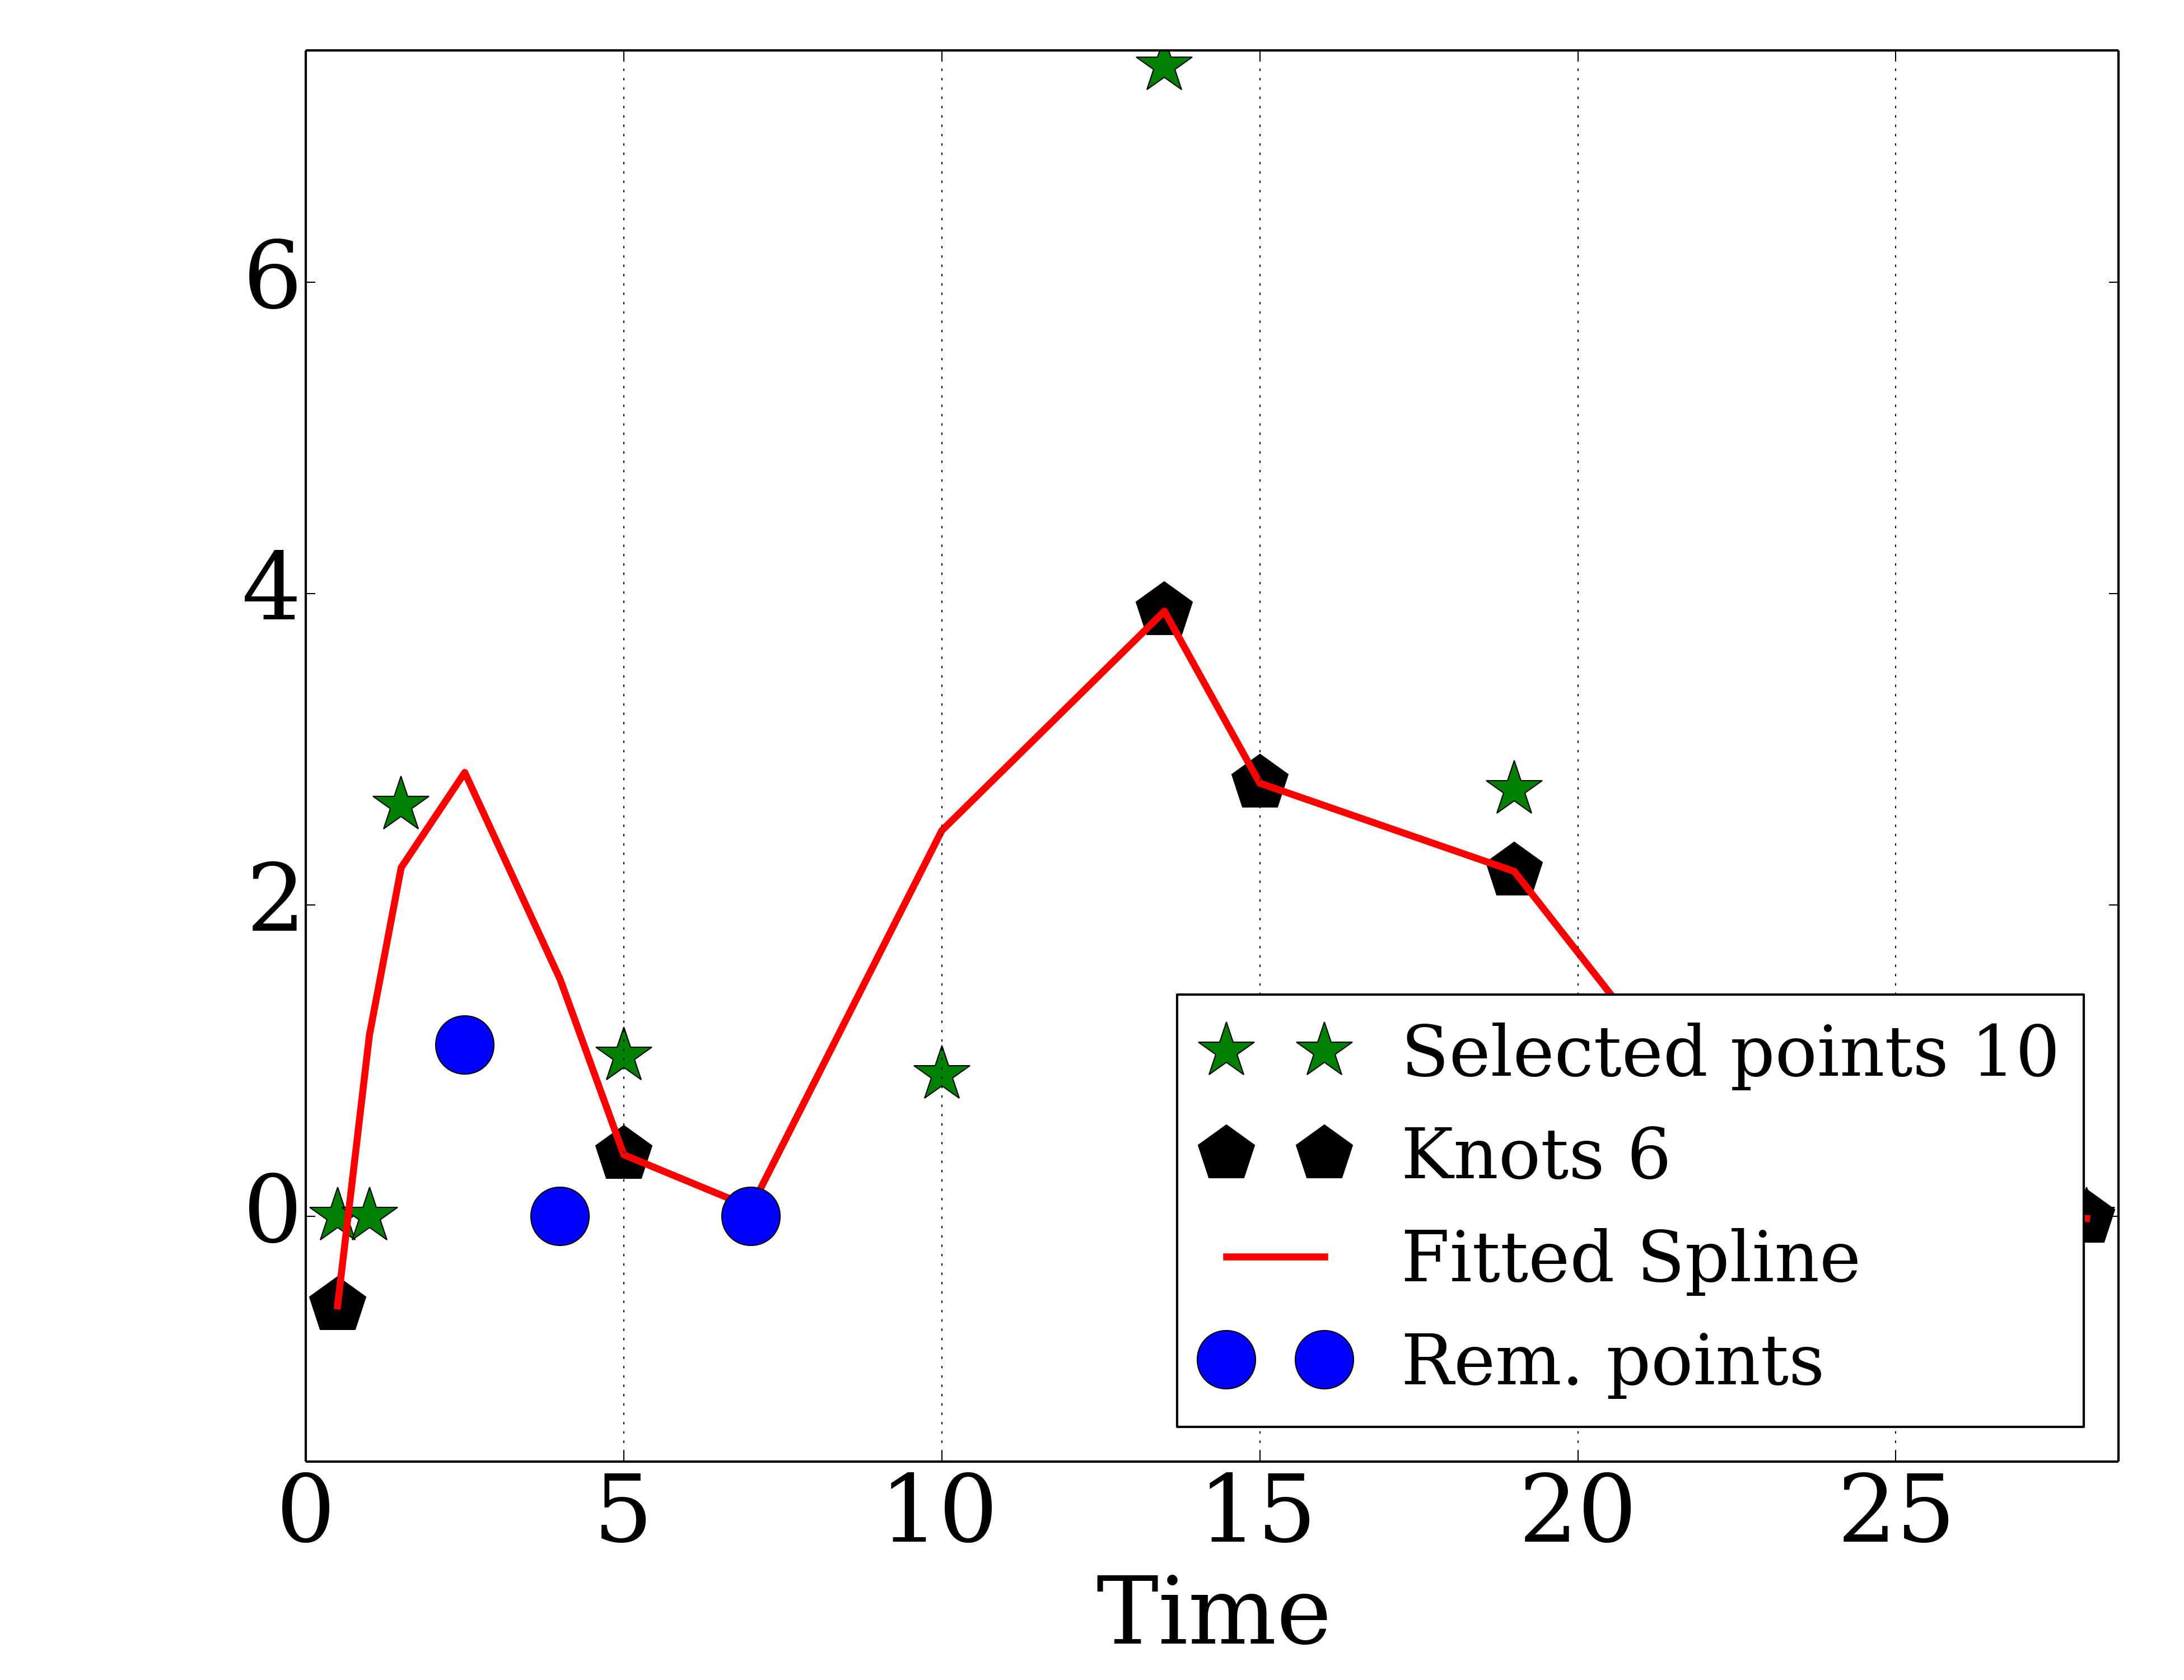 6
4
2
0
0 5 10 15 20 25
Time
Selected points 10
Knots 6
Fitted Spline
Rem. points